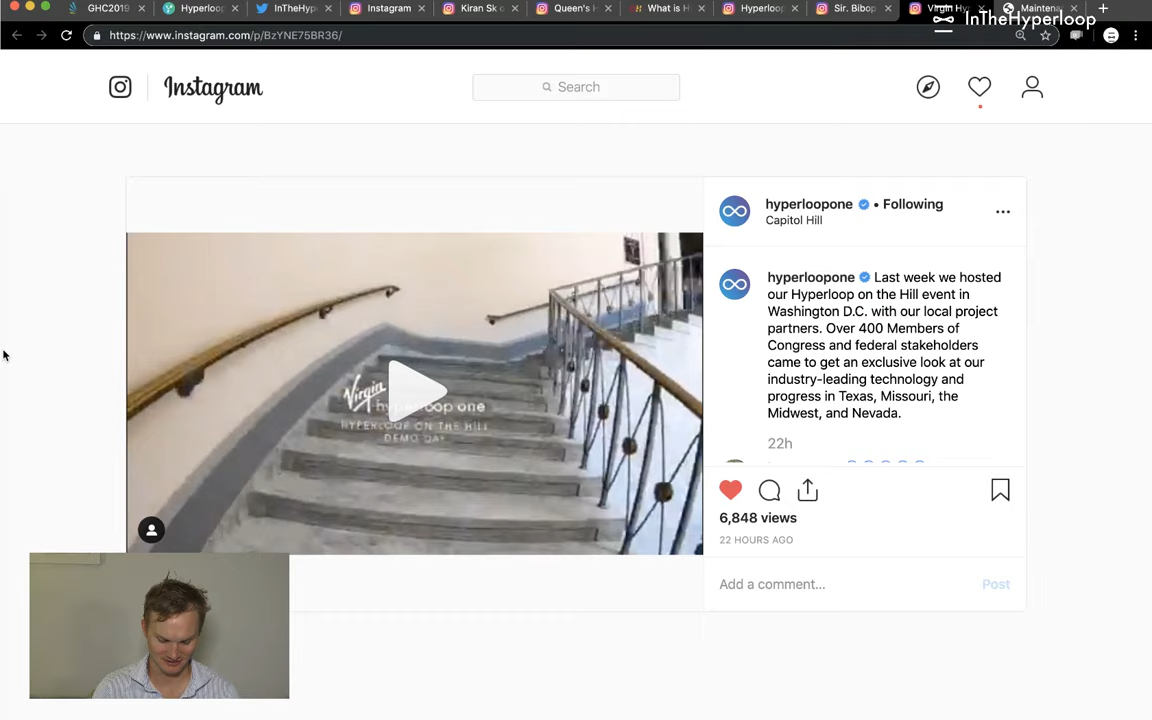 GHC2019
Hyperloo
InTheHyp
Instagram
Kiran Sk o
Queen's H
What is H
Hyperloo
Sir. Bibop
Virgin Hy
Maintena
InTheHyperloop
https://www.instagram.com/p/BzYNE75BR36/
Instagram
Search
hyperloopone • Following
Capitol Hill
hyperloopone Last week we hosted
our Hyperloop on the Hill event in
Washington D.C. with our local project
partners. Over 400 Members of
Congress and federal stakeholders
came to get an exclusive look at our
industry-leading technology and
progress in Texas, Missouri, the
Midwest, and Nevada.
22h
Virgin hyperloop one
HYPERLOOP ON THE HILL
DEMO DAY
6,848 views
22 HOURS AGO
Add a comment...
Post